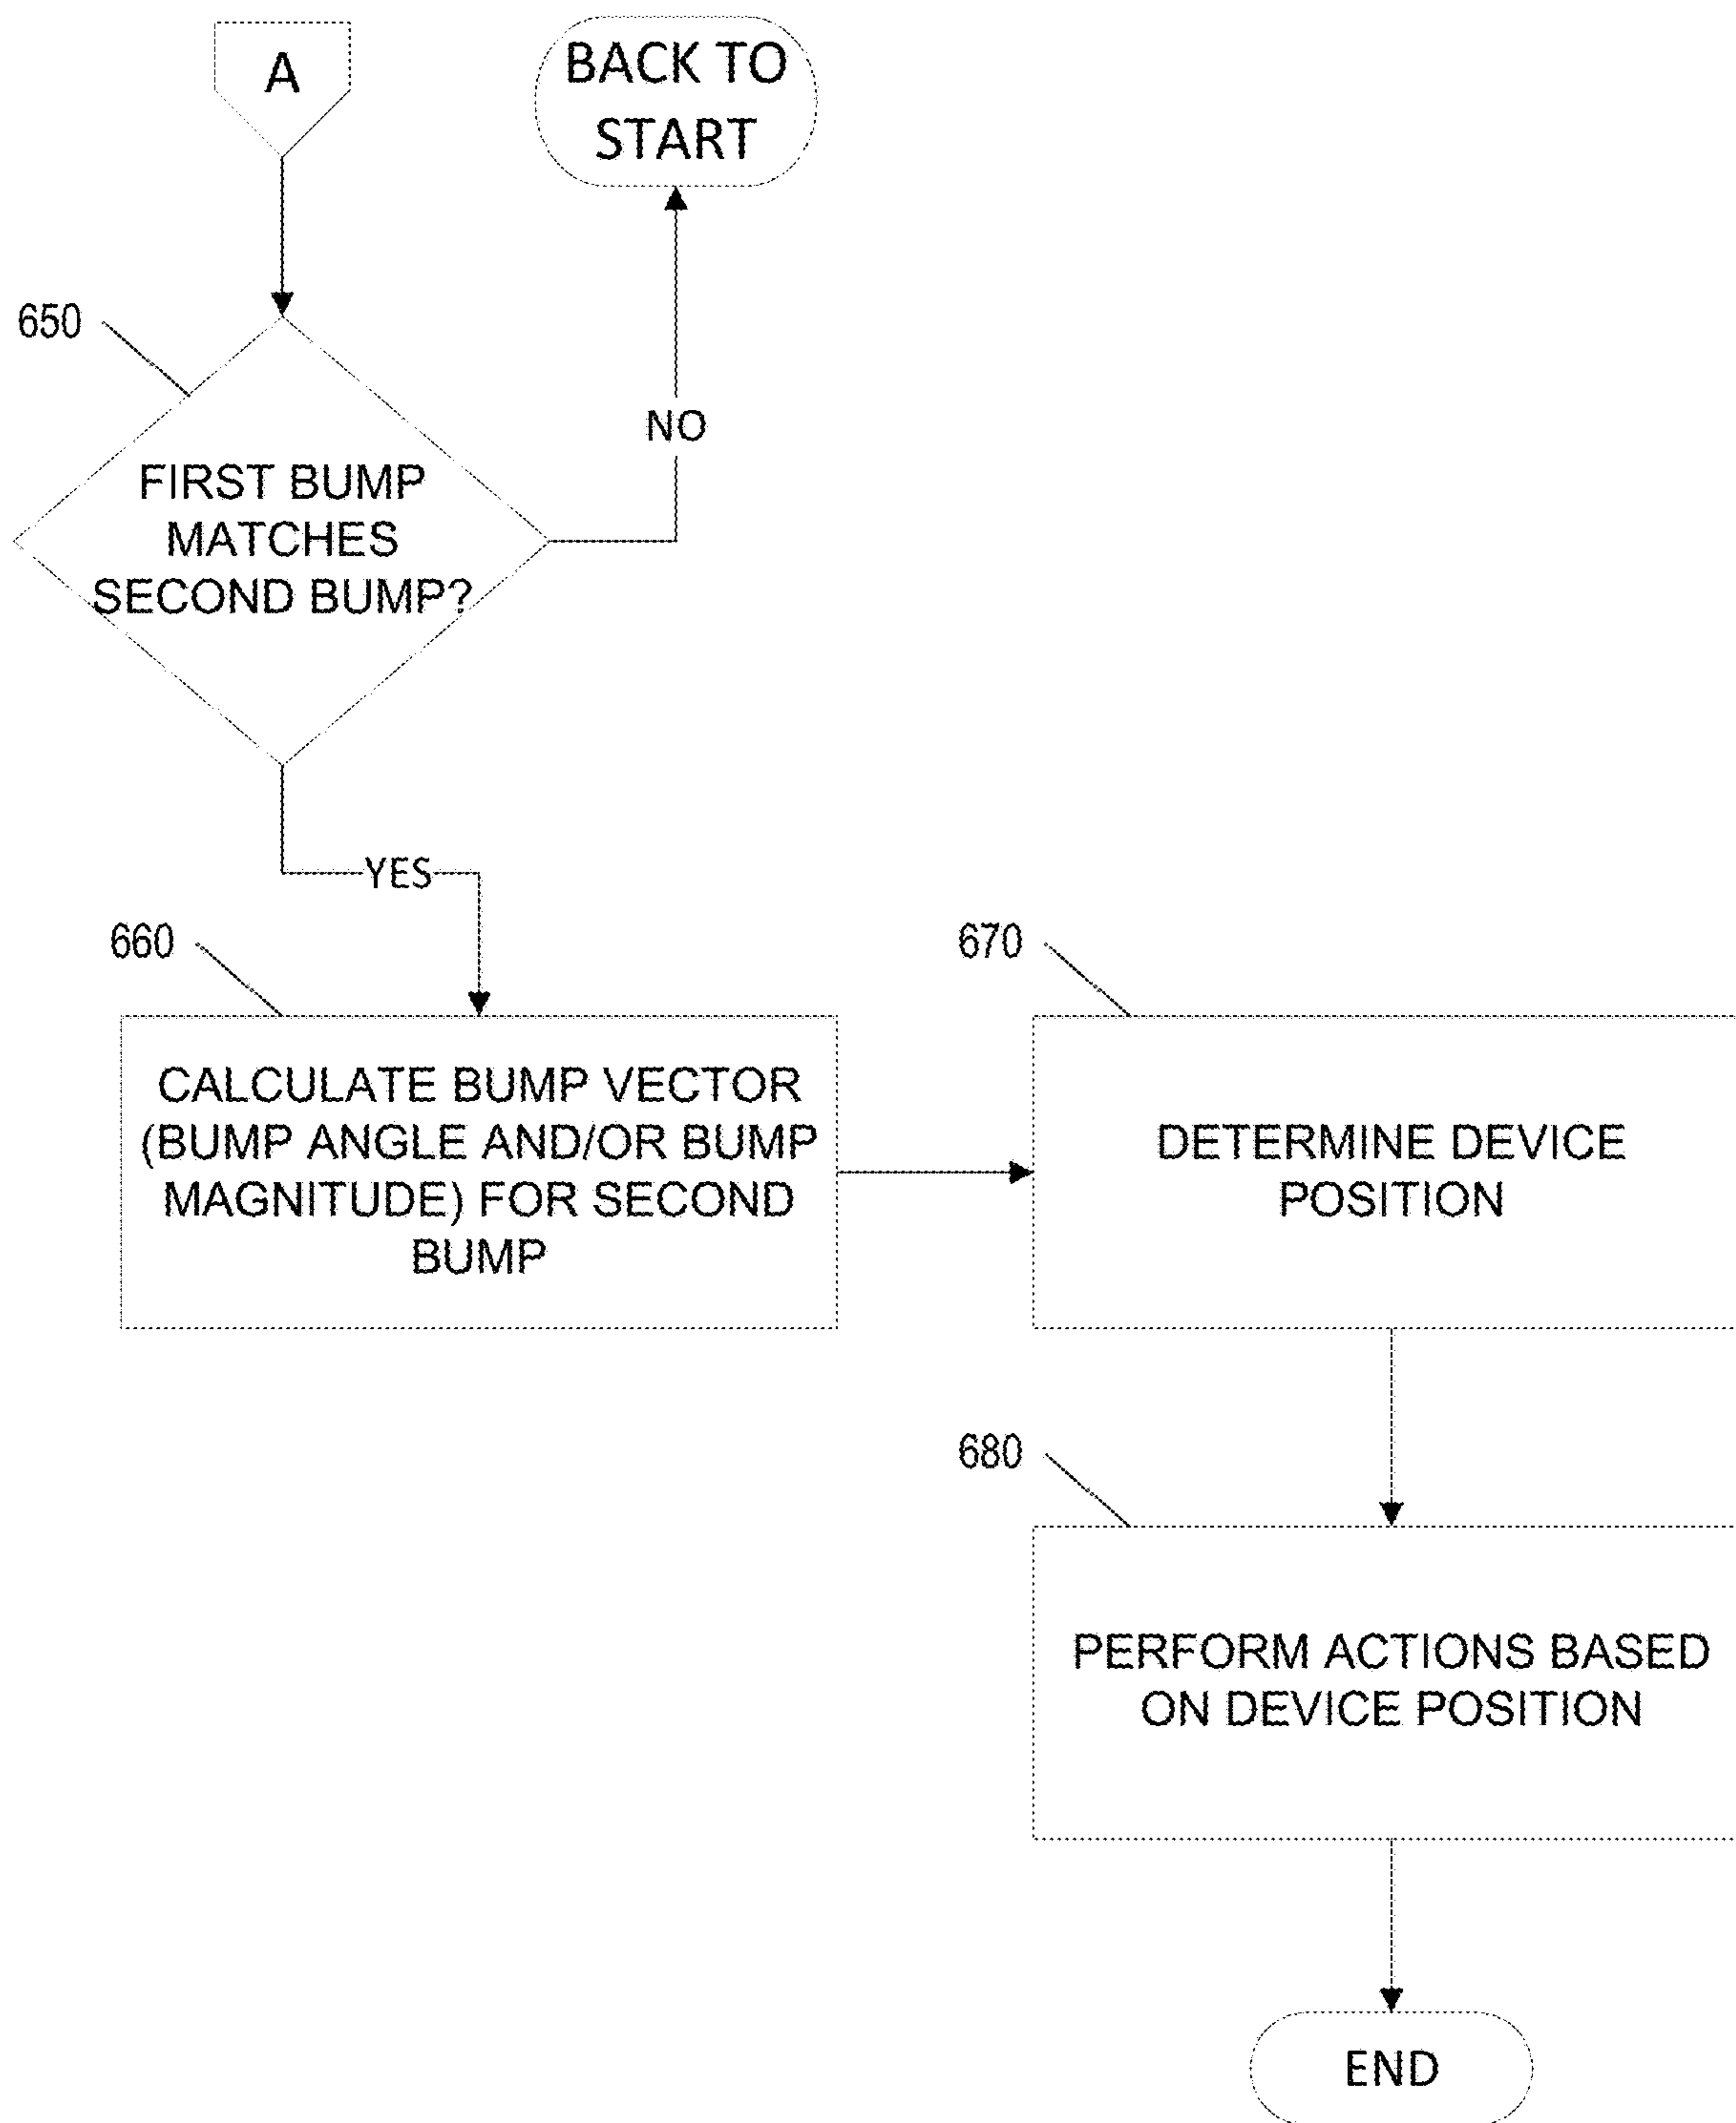 A
BACK TO
START
650
NO
FIRST BUMP
MATCHES
SECOND BUMP?
YES
660
CALCULATE BUMP VECTOR
(BUMP ANGLE AND/OR BUMP
MAGNITUDE) FOR SECOND
BUMP
670
DETERMINE DEVICE
POSITION
680
PERFORM ACTIONS BASED
ON DEVICE POSITION
END